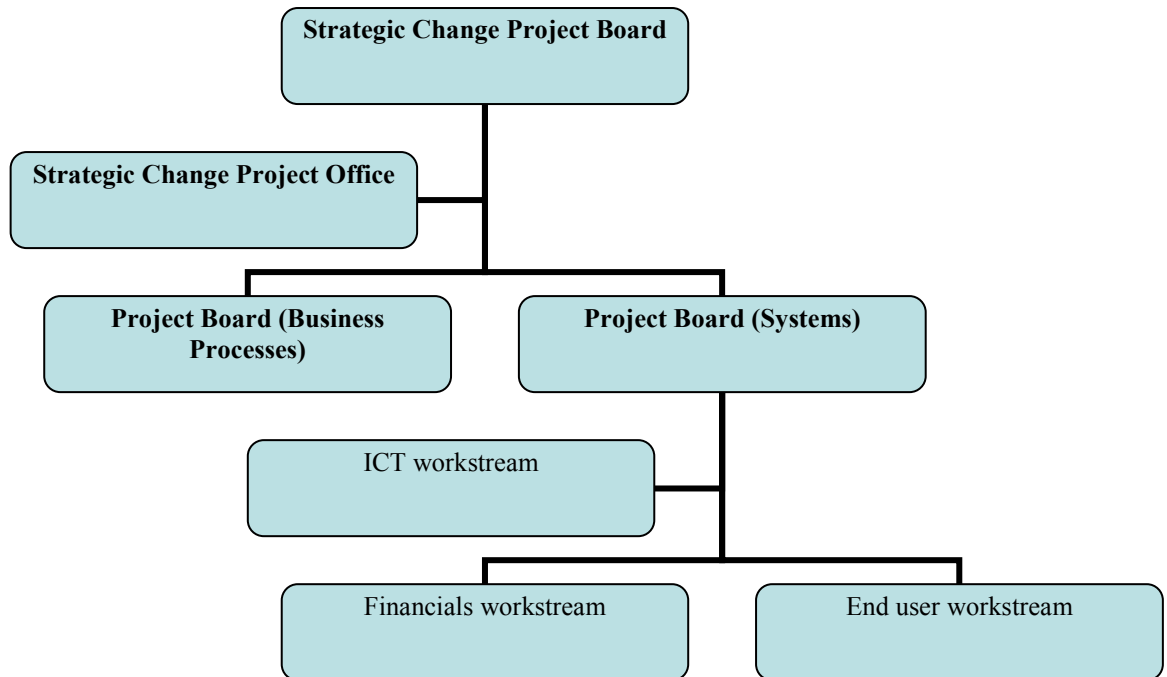 Strategic Change Project Board
Strategic Change Project Office
Project Board (Business
Processes)
Project Board (Systems)
ICT workstream
Financials workstream
End user workstream